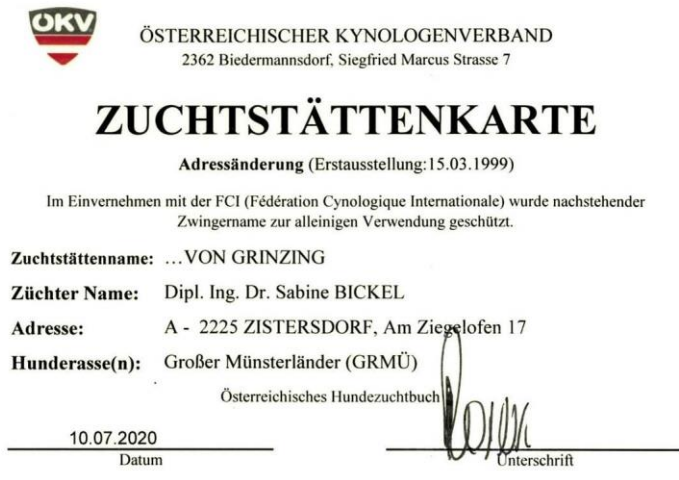 ÖKV
ÖSTERREICHISCHER KYNOLOGENVERBAND
2362 Biedermannsdorf, Siegfried Marcus Strasse 7
ZUCHTSTÄTTENKARTE
Adressänderung (Erstausstellung:15.03.1999)
Im Einvernehmen mit der FCI (Fédération Cynologique Internationale) wurde nachstehender
Zwingername zur alleinigen Verwendung geschützt.
Zuchtstättenname: ...VON GRINZING
Züchter Name: Dipl. Ing. Dr. Sabine BICKEL
Adresse: A - 2225 ZISTERSDORF, Am Ziegelofen 17
Hunderasse(n): Großer Münsterländer (GRMÜ)
Österreichisches Hundezuchtbuch
10.07.2020
Datum
Unterschrift